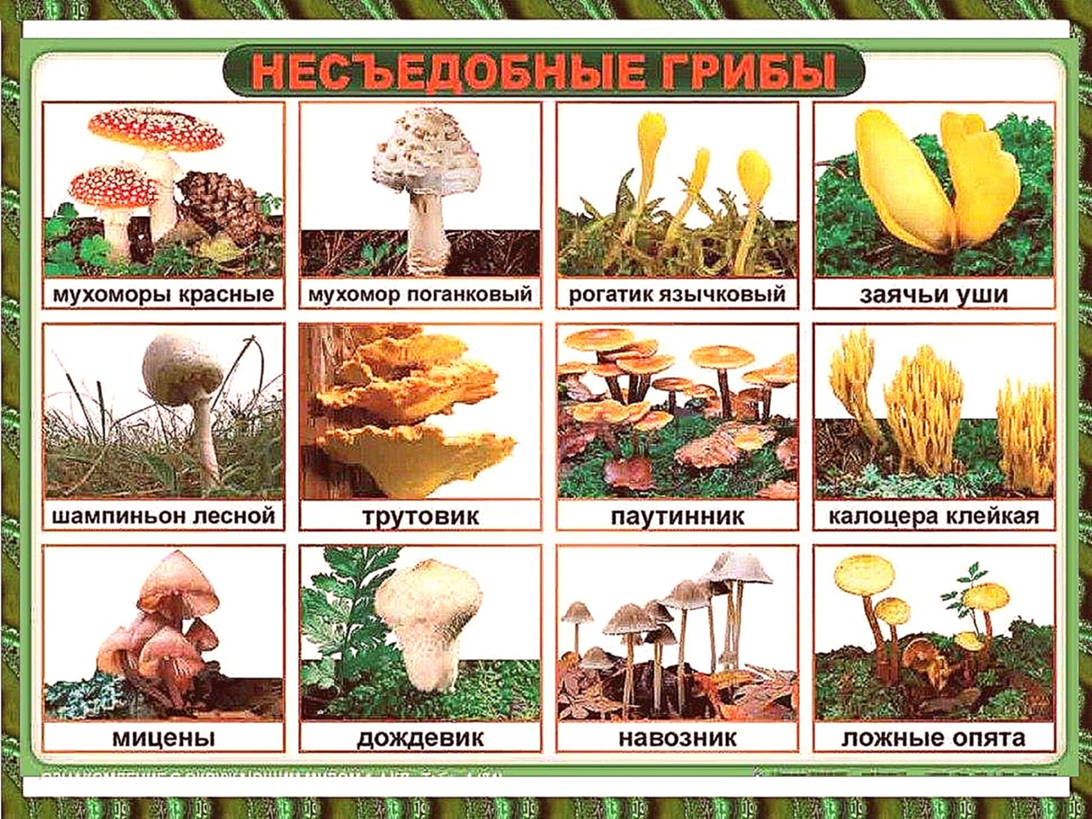 НЕСЪЕДОБНЫЕ ГРИБЫ
мухоморы красные
мухомор поганковый
рогатик язычковый
заячьи уши
шампиньон лесной
трутовик
паутинник
калоцера клейкая
мицены
дождевик
навозник
ложные опята